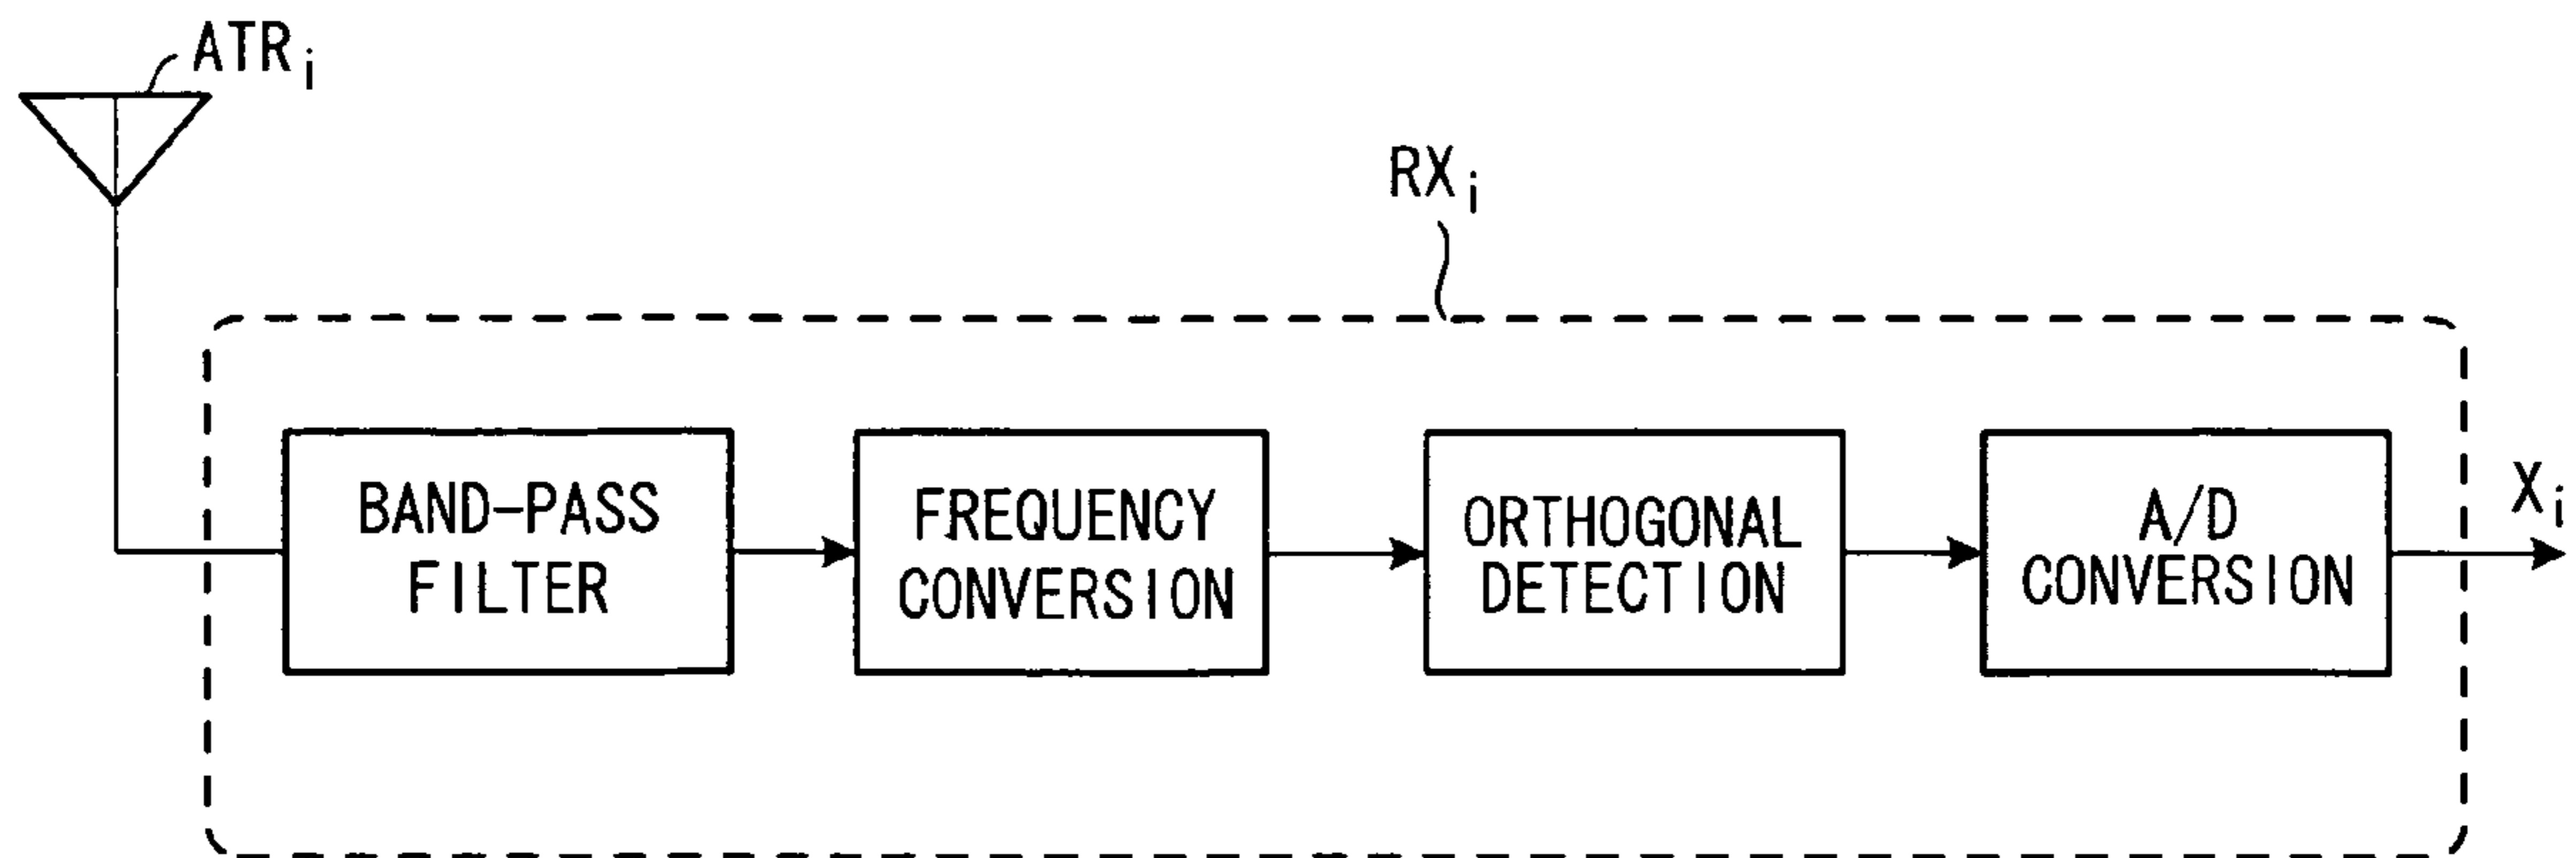 ATRi
RXi
BAND-PASS
FILTER
FREQUENCY
CONVERSION
ORTHOGONAL
DETECTION
A/D
CONVERSION
Xi